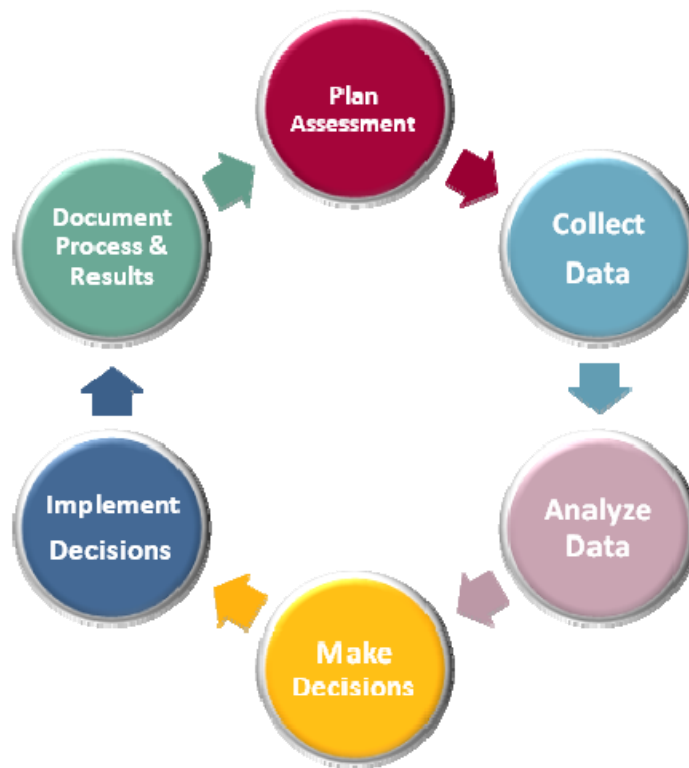 Plan
Assessment
Collect
Data
Analyze
Data
Make
Decisions
Implement
Decisions
Document
Process &
Results